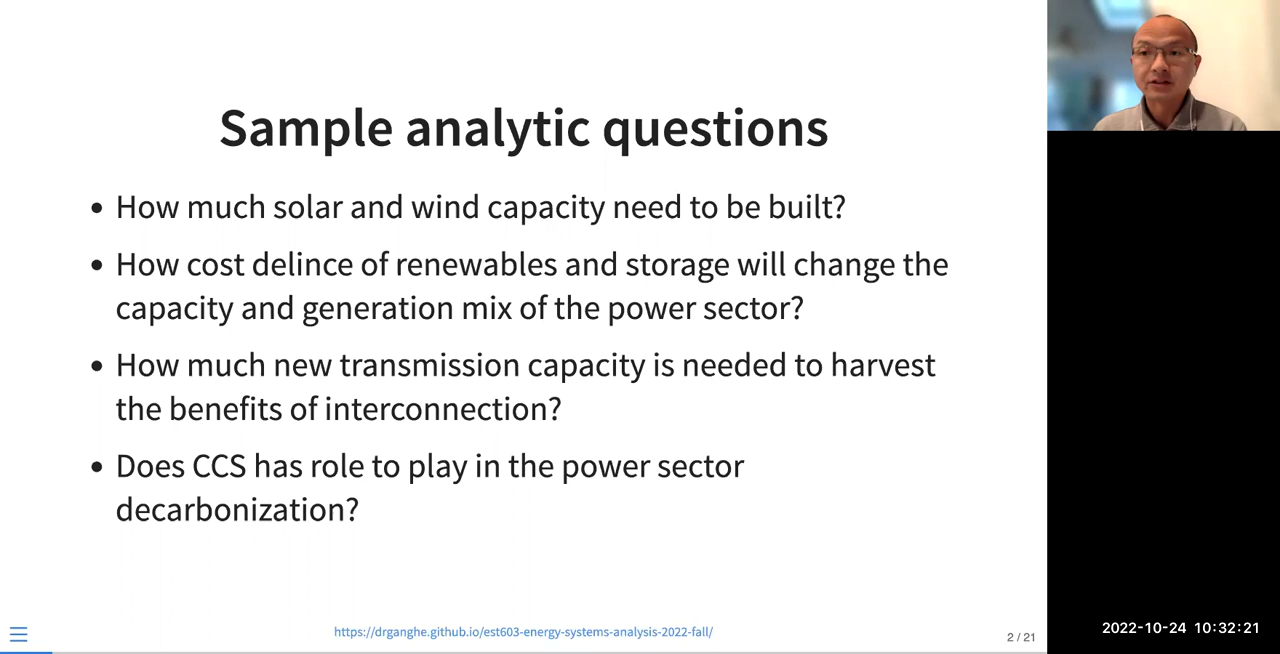 Sample analytic questions
• How much solar and wind capacity need to be built?
• How cost delince of renewables and storage will change the
capacity and generation mix of the power sector?
• How much new transmission capacity is needed to harvest
the benefits of interconnection?
• Does CCS has role to play in the power sector
decarbonization?
https://drganghe.github.io/est603-energy-systems-analysis-2022-fall/
2 / 21
2022-10-24 10:32:21